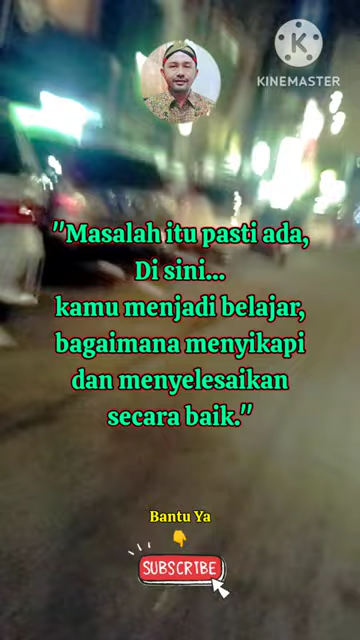 KINEMASTER
"Masalah itu pasti ada,
Di sini...
kamu menjadi belajar,
bagaimana menyikapi
dan menyelesaikan
secara baik."
Bantu Ya
SUBSCRIBE